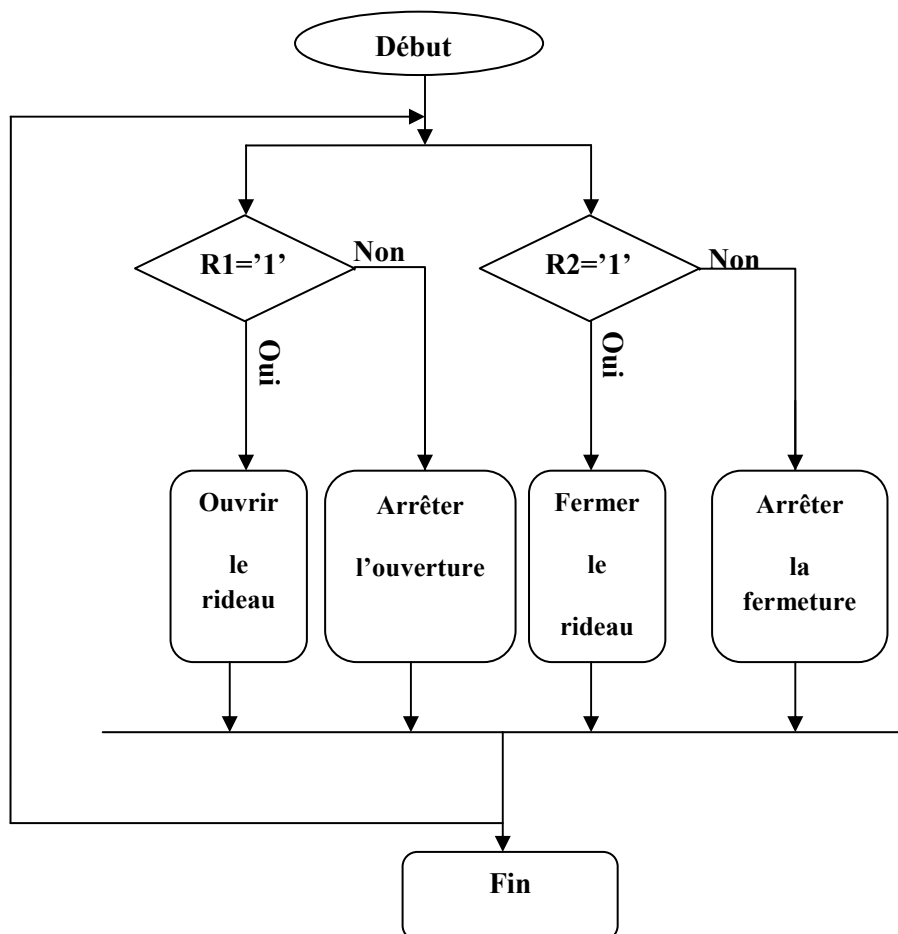 Début
R1=’1’
Non
R2=’1’
Non
Oui
Oui
Ouvrir
le
rideau
Arrêter
l’ouverture
Fermer
le
rideau
Arrêter
la
fermeture
Fin